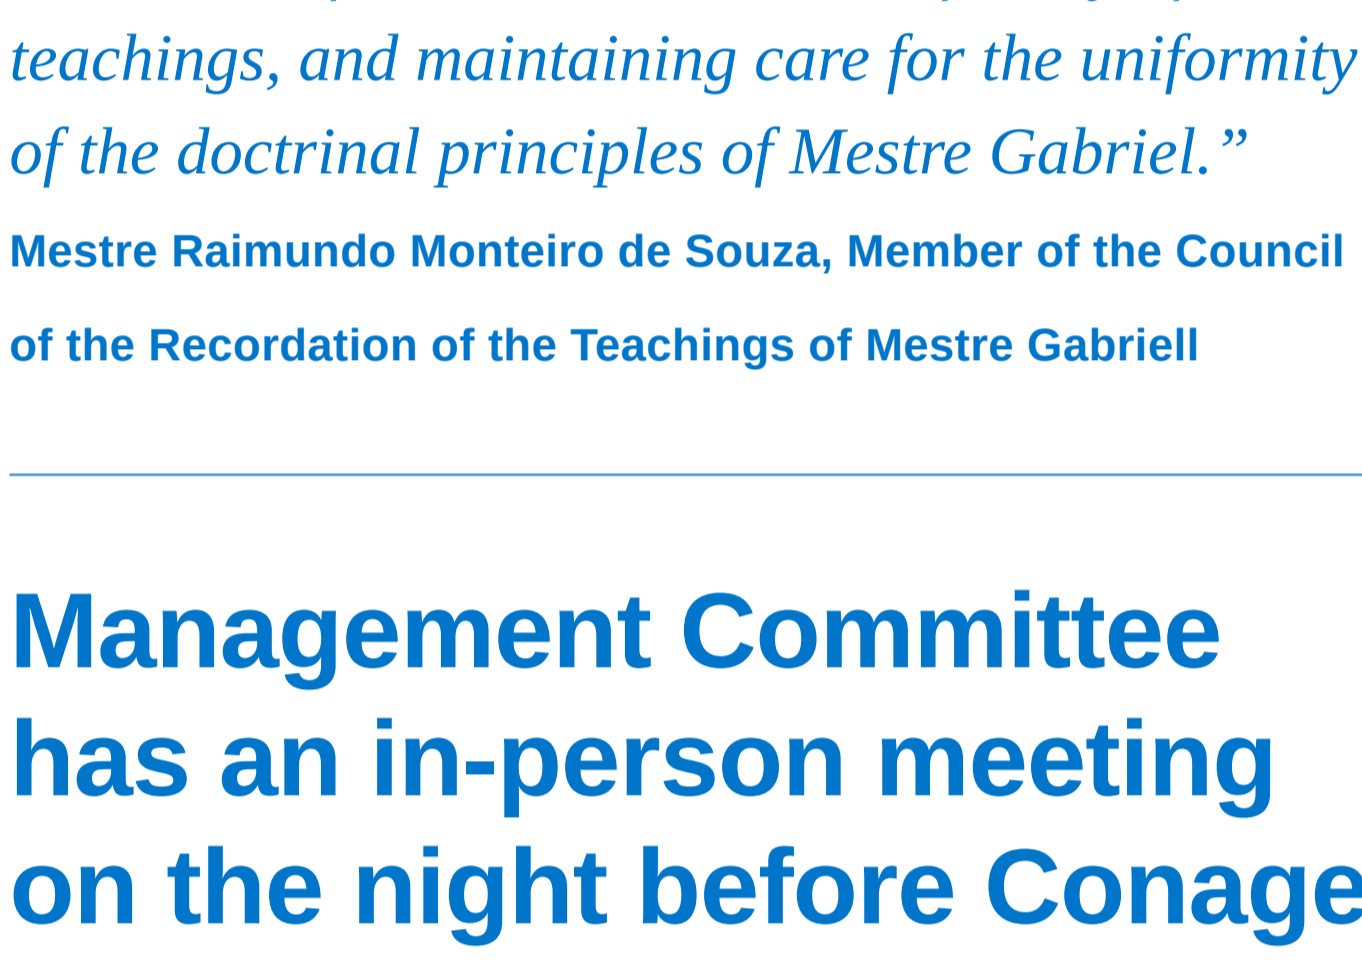 teachings, and maintaining care for the uniformity
of the doctrinal principles of Mestre Gabriel.”
Mestre Raimundo Monteiro de Souza, Member of the Council
of the Recordation of the Teachings of Mestre Gabriell
Management Committee
has an in-person meeting
on the night before Conage